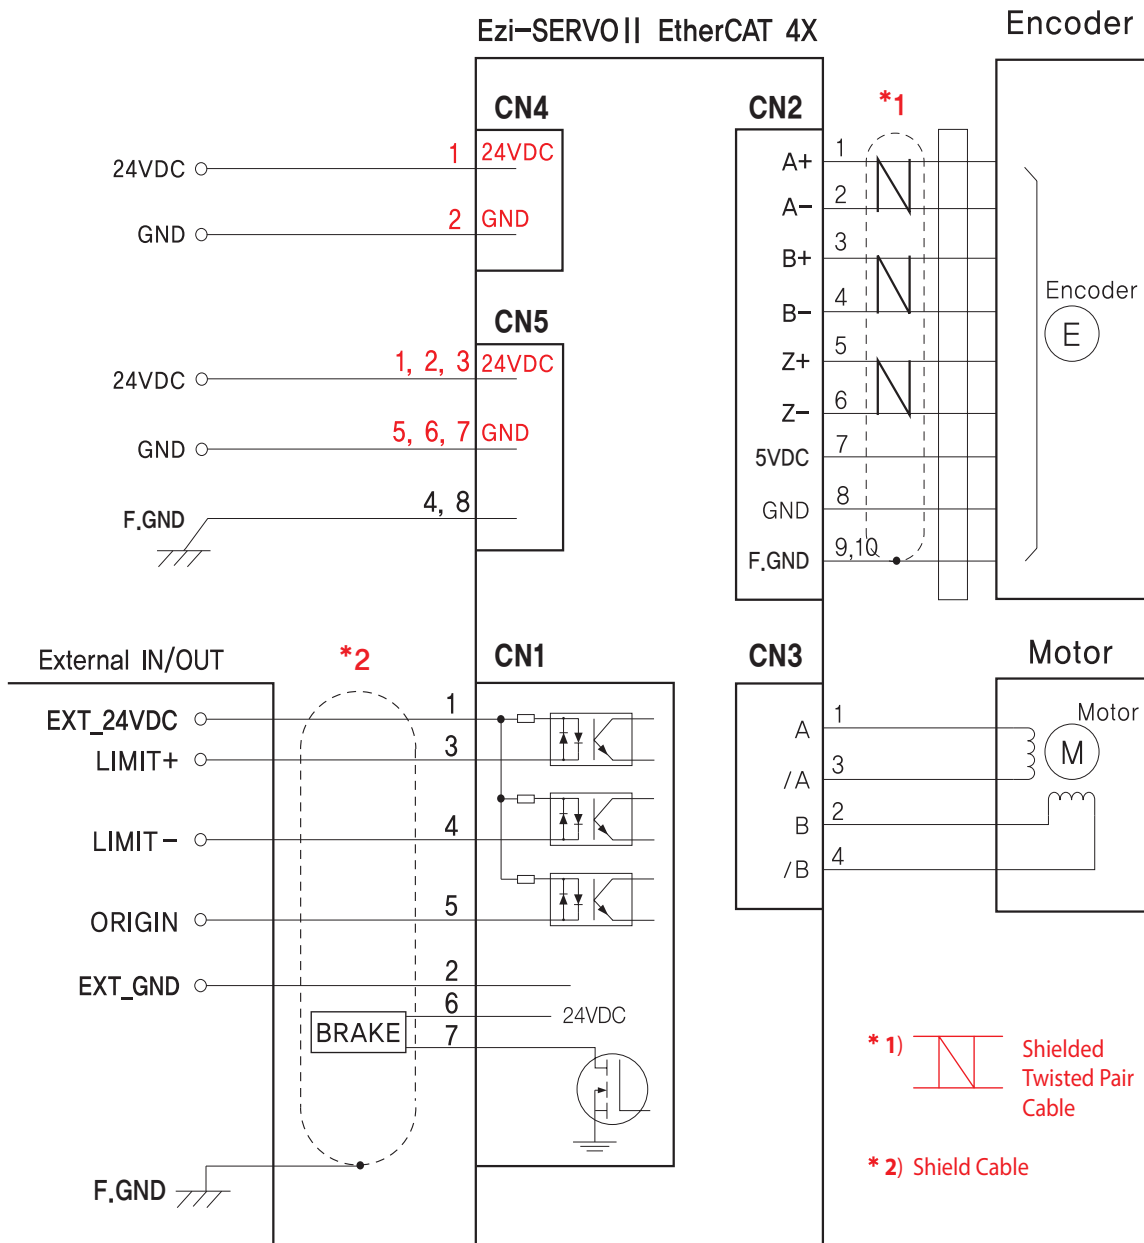 Ezi-SERVOII EtherCAT 4X
Encoder
CN4
1 24VDC
24VDC
2 GND
GND
CN5
1, 2, 3 24VDC
24VDC
5, 6, 7 GND
GND
4, 8
F.GND
CN2
*1
A+ 1
A- 2
B+ 3
B- 4
Z+ 5
Z- 6
5VDC 7
GND 8
F.GND 9,10
Encoder
E
External IN/OUT
*2
CN1
EXT_24VDC 1
LIMIT+ 3
LIMIT- 4
ORIGIN 5
EXT_GND 2
6 24VDC
BRAKE
7
F.GND
CN3
Motor
A 1
/A 3
B 2
/B 4
Motor
M
* 1) Shielded
Twisted Pair
Cable
* 2) Shield Cable